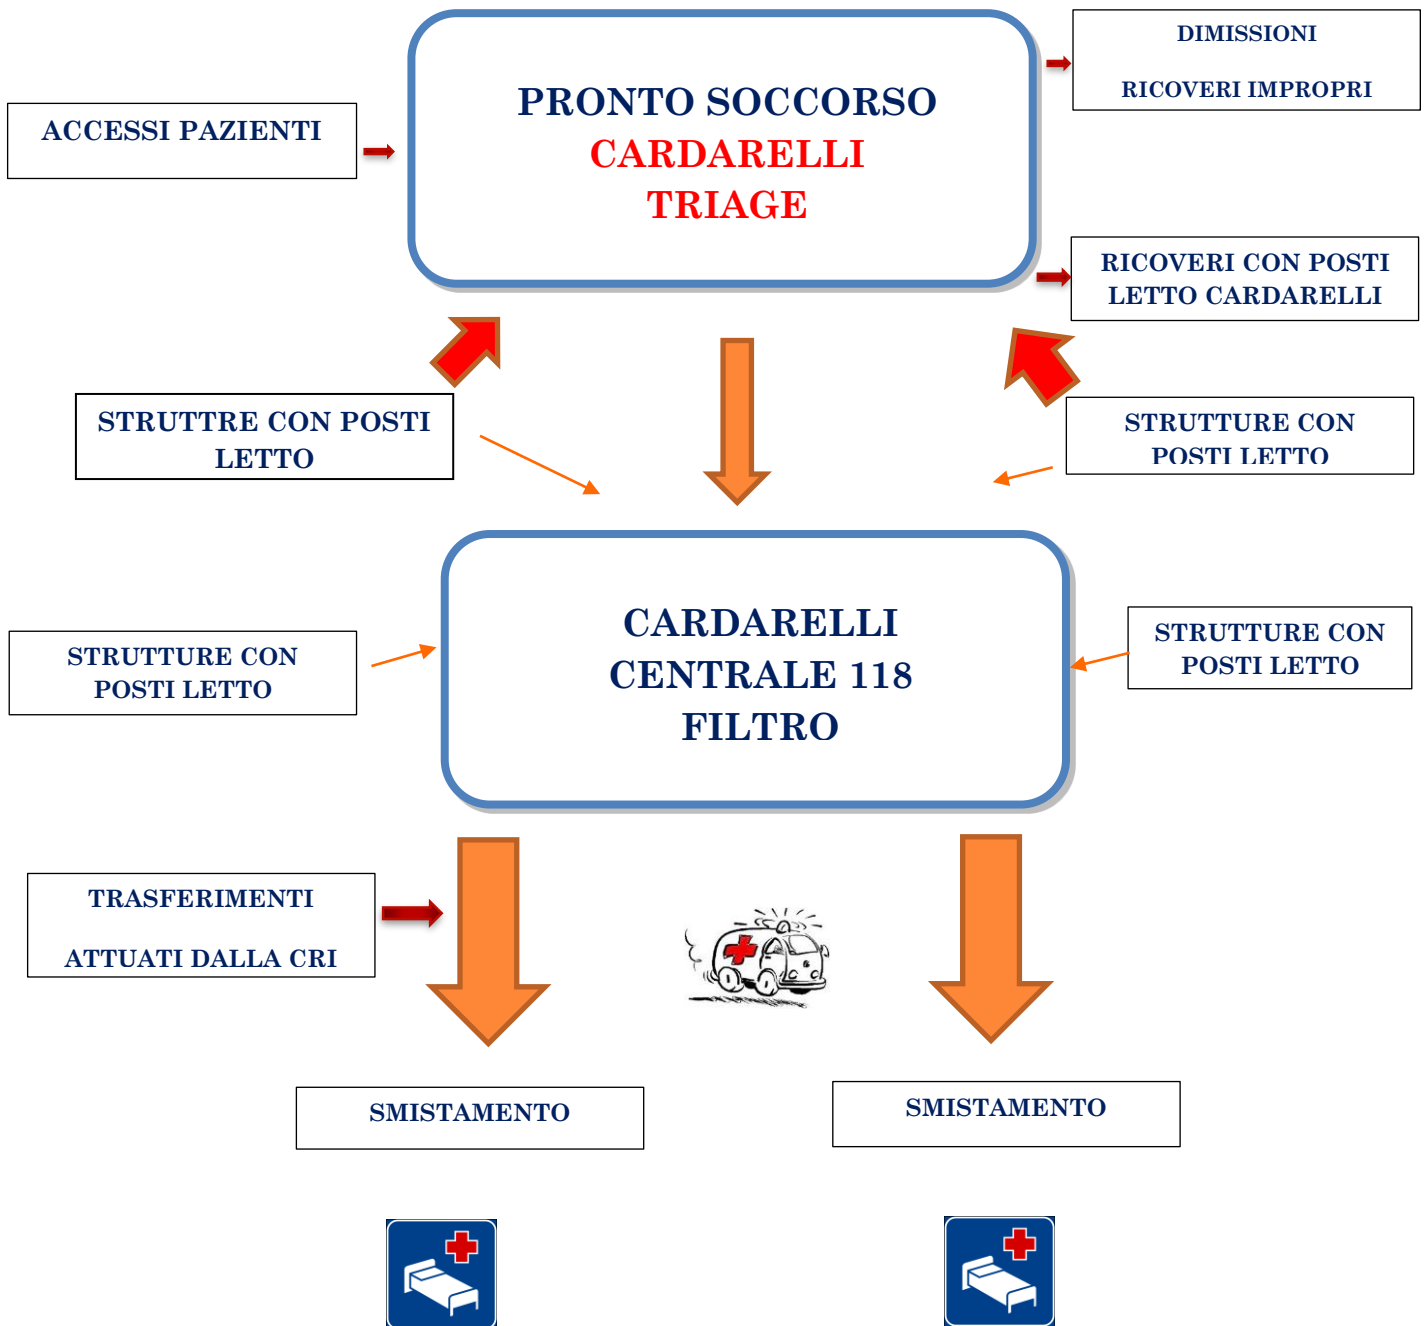 DIMISSIONI
RICOVERI IMPROPRI
PRONTO SOCCORSO
CARDARELLI
TRIAGE
ACCESSI PAZIENTI
RICOVERI CON POSTI
LETTO CARDARELLI
STRUTTRE CON POSTI
LETTO
STRUTTURE CON
POSTI LETTO
CARDARELLI
CENTRALE 118
FILTRO
STRUTTURE CON
POSTI LETTO
STRUTTURE CON
POSTI LETTO
TRASFERIMENTI
ATTUATI DALLA CRI
SMISTAMENTO
SMISTAMENTO